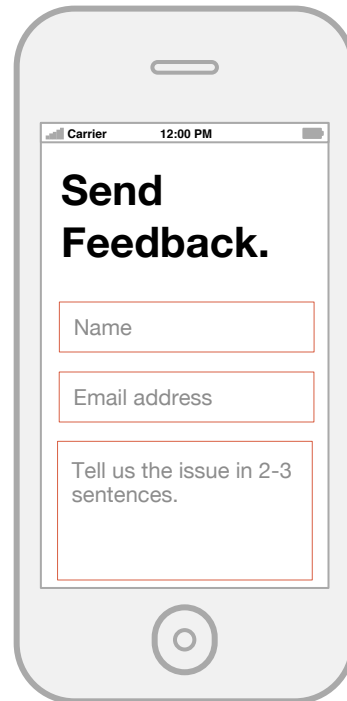 Carrier 12:00 PM
Send
Feedback.
Name
Email address
Tell us the issue in 2-3
sentences.